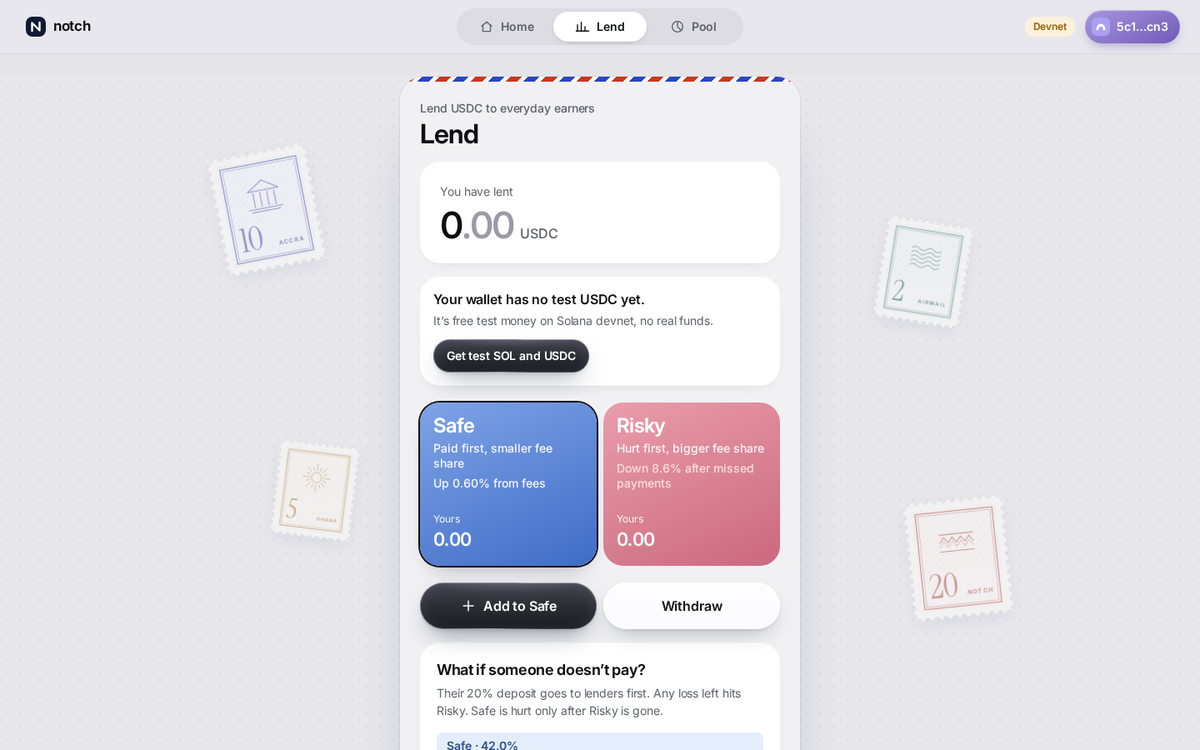 notch
Home
Lend
Pool
Devnet
5c1...cn3
Lend USDC to everyday earners
Lend
You have lent
0.00 USDC
Your wallet has no test USDC yet.
It’s free test money on Solana devnet, no real funds.
Get test SOL and USDC
Safe
Paid first, smaller fee
share
Up 0.60% from fees
Yours
0.00
Risky
Hurt first, bigger fee share
Down 8.6% after missed
payments
Yours
0.00
Add to Safe
Withdraw
What if someone doesn’t pay?
Their 20% deposit goes to lenders first. Any loss left hits
Risky. Safe is hurt only after Risky is gone.
Safe · 42.0%
10 ACCRA
2 AIRMAIL
5 GHANA
20 NOTCH